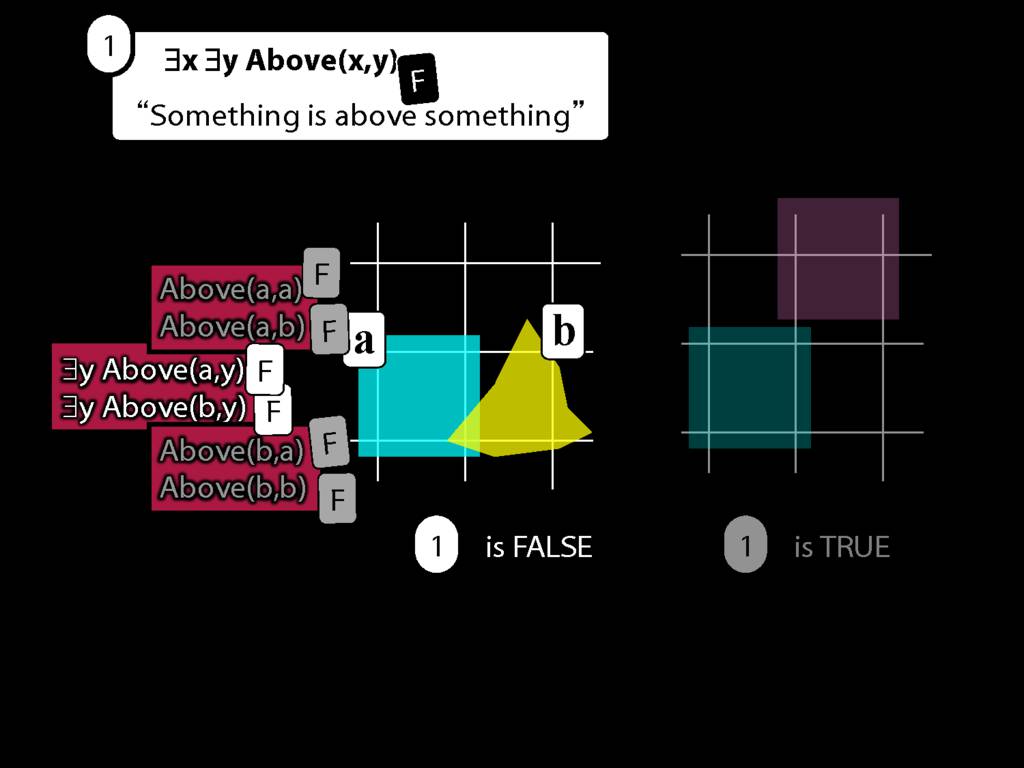 1
∃x ∃y Above(x,y)
F
“Something is above something”
Above(a,a) F
Above(a,b) F
a
b
∃y Above(a,y) F
∃y Above(b,y) F
Above(b,a) F
Above(b,b) F
1 is FALSE
1 is TRUE